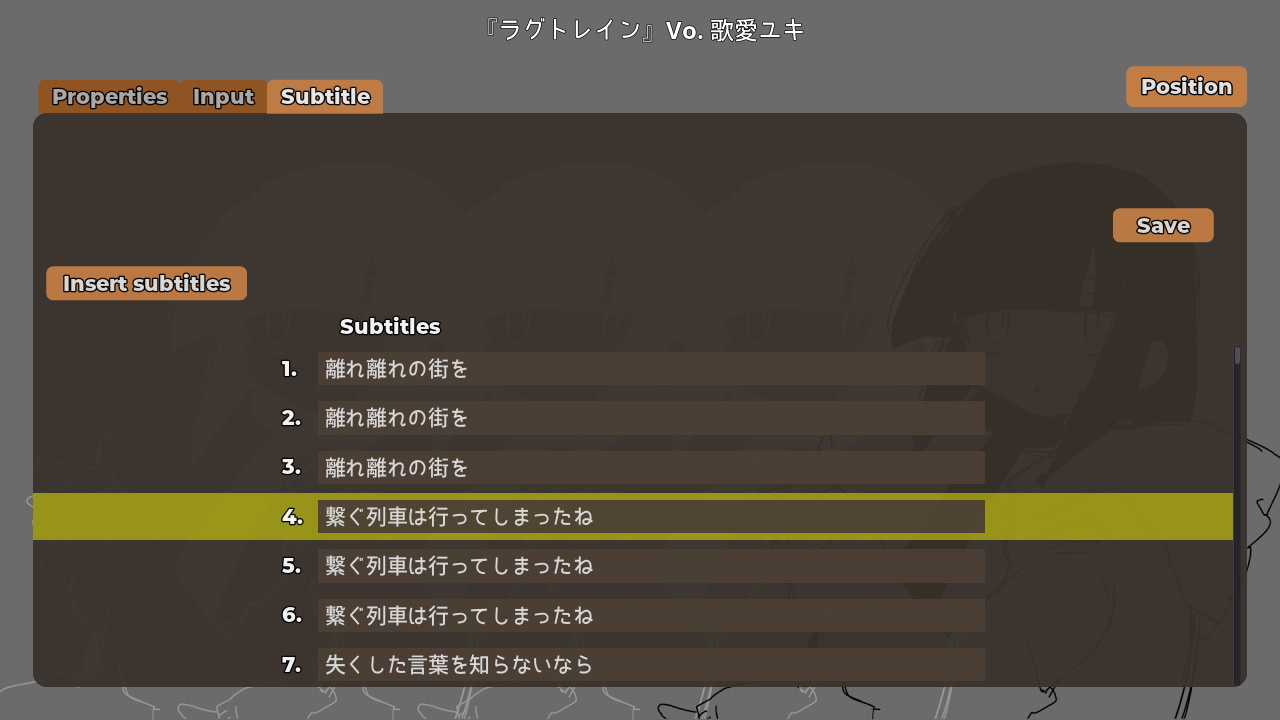 『ラグトレイン』Vo. 歌愛ユキ
Properties Input Subtitle
Position
Save
Insert subtitles
Subtitles
1. 離れ離れの街を
2. 離れ離れの街を
3. 離れ離れの街を
4. 繋ぐ列車は行ってしまったね
5. 繋ぐ列車は行ってしまったね
6. 繋ぐ列車は行ってしまったね
7. 失くした言葉を知らないなら